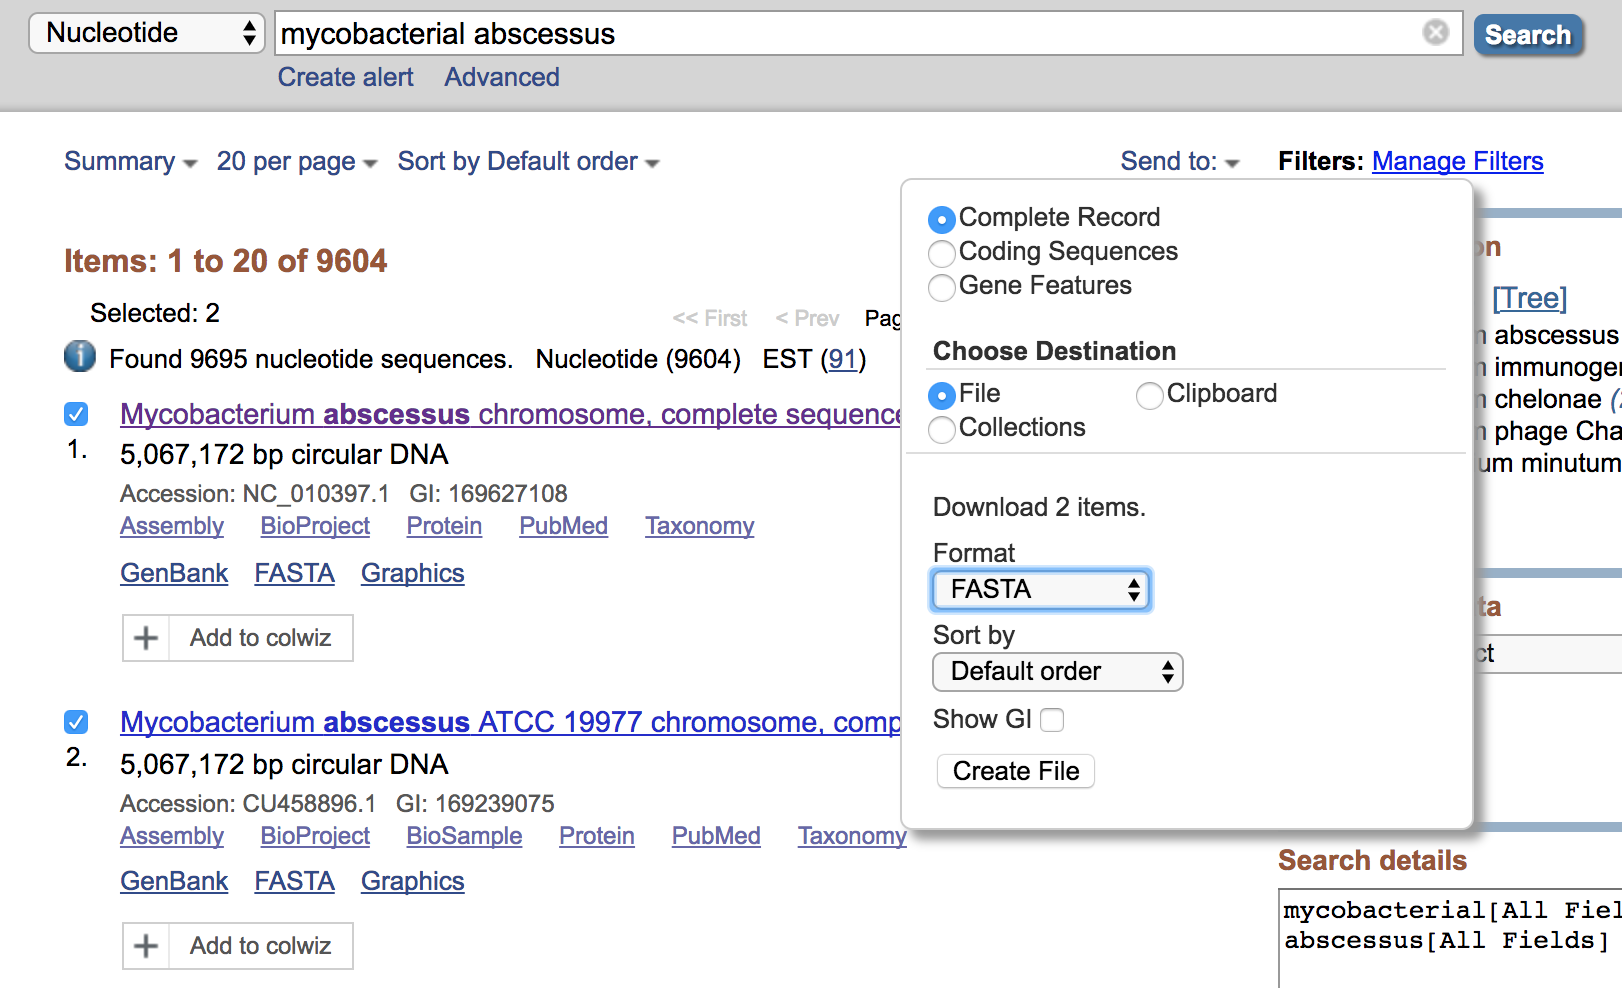 Nucleotide mycobacterial abscessus Search
Create alert Advanced
Summary 20 per page Sort by Default order Send to: Filters: Manage Filters
Items: 1 to 20 of 9604
Selected: 2
<< First < Prev
Found 9695 nucleotide sequences. Nucleotide (9604) EST (91)
Mycobacterium abscessus chromosome, complete sequence
1. 5,067,172 bp circular DNA
Accession: NC_010397.1 GI: 169627108
Assembly BioProject Protein PubMed Taxonomy
GenBank FASTA Graphics
+ Add to colwiz
Mycobacterium abscessus ATCC 19977 chromosome, comp
2. 5,067,172 bp circular DNA
Accession: CU458896.1 GI: 169239075
Assembly BioProject BioSample Protein PubMed Taxonomy
GenBank FASTA Graphics
+ Add to colwiz
Complete Record
Coding Sequences
Gene Features
Choose Destination
File Clipboard
Collections
Download 2 items.
Format
FASTA
Sort by
Default order
Show GI
Create File
[Tree]
abscessus
immunoge
chelonae
phage Cha
um minutum
Search details
mycobacterial[All Fiel
abscessus[All Fields]